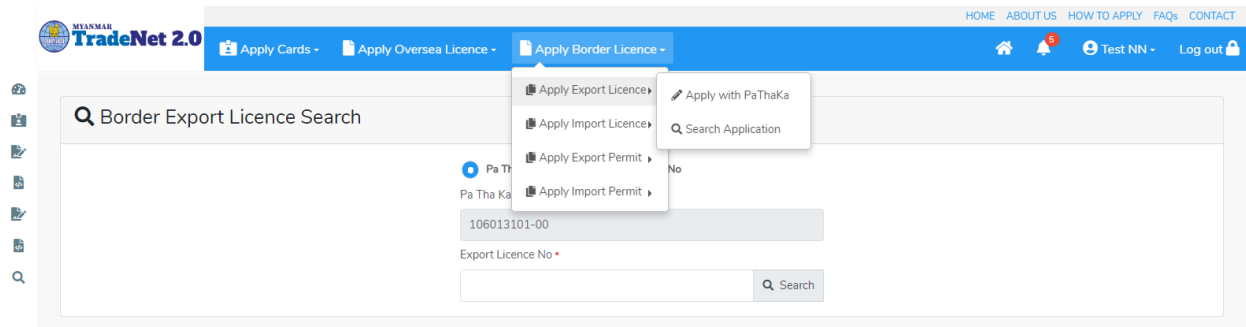 HOME ABOUT US HOW TO APPLY FAQs CONTACT
MYANMAR
TradeNet 2.0
Apply Cards
Apply Oversea Licence
Apply Border Licence
5
Test NN
Log out
Apply Export Licence
Apply with PaThaKa
Search Application
Apply Import Licence
Apply Export Permit
Apply Import Permit
Border Export Licence Search
Pa Th
No
Pa Tha Ka
106013101-00
Export Licence No *
Search